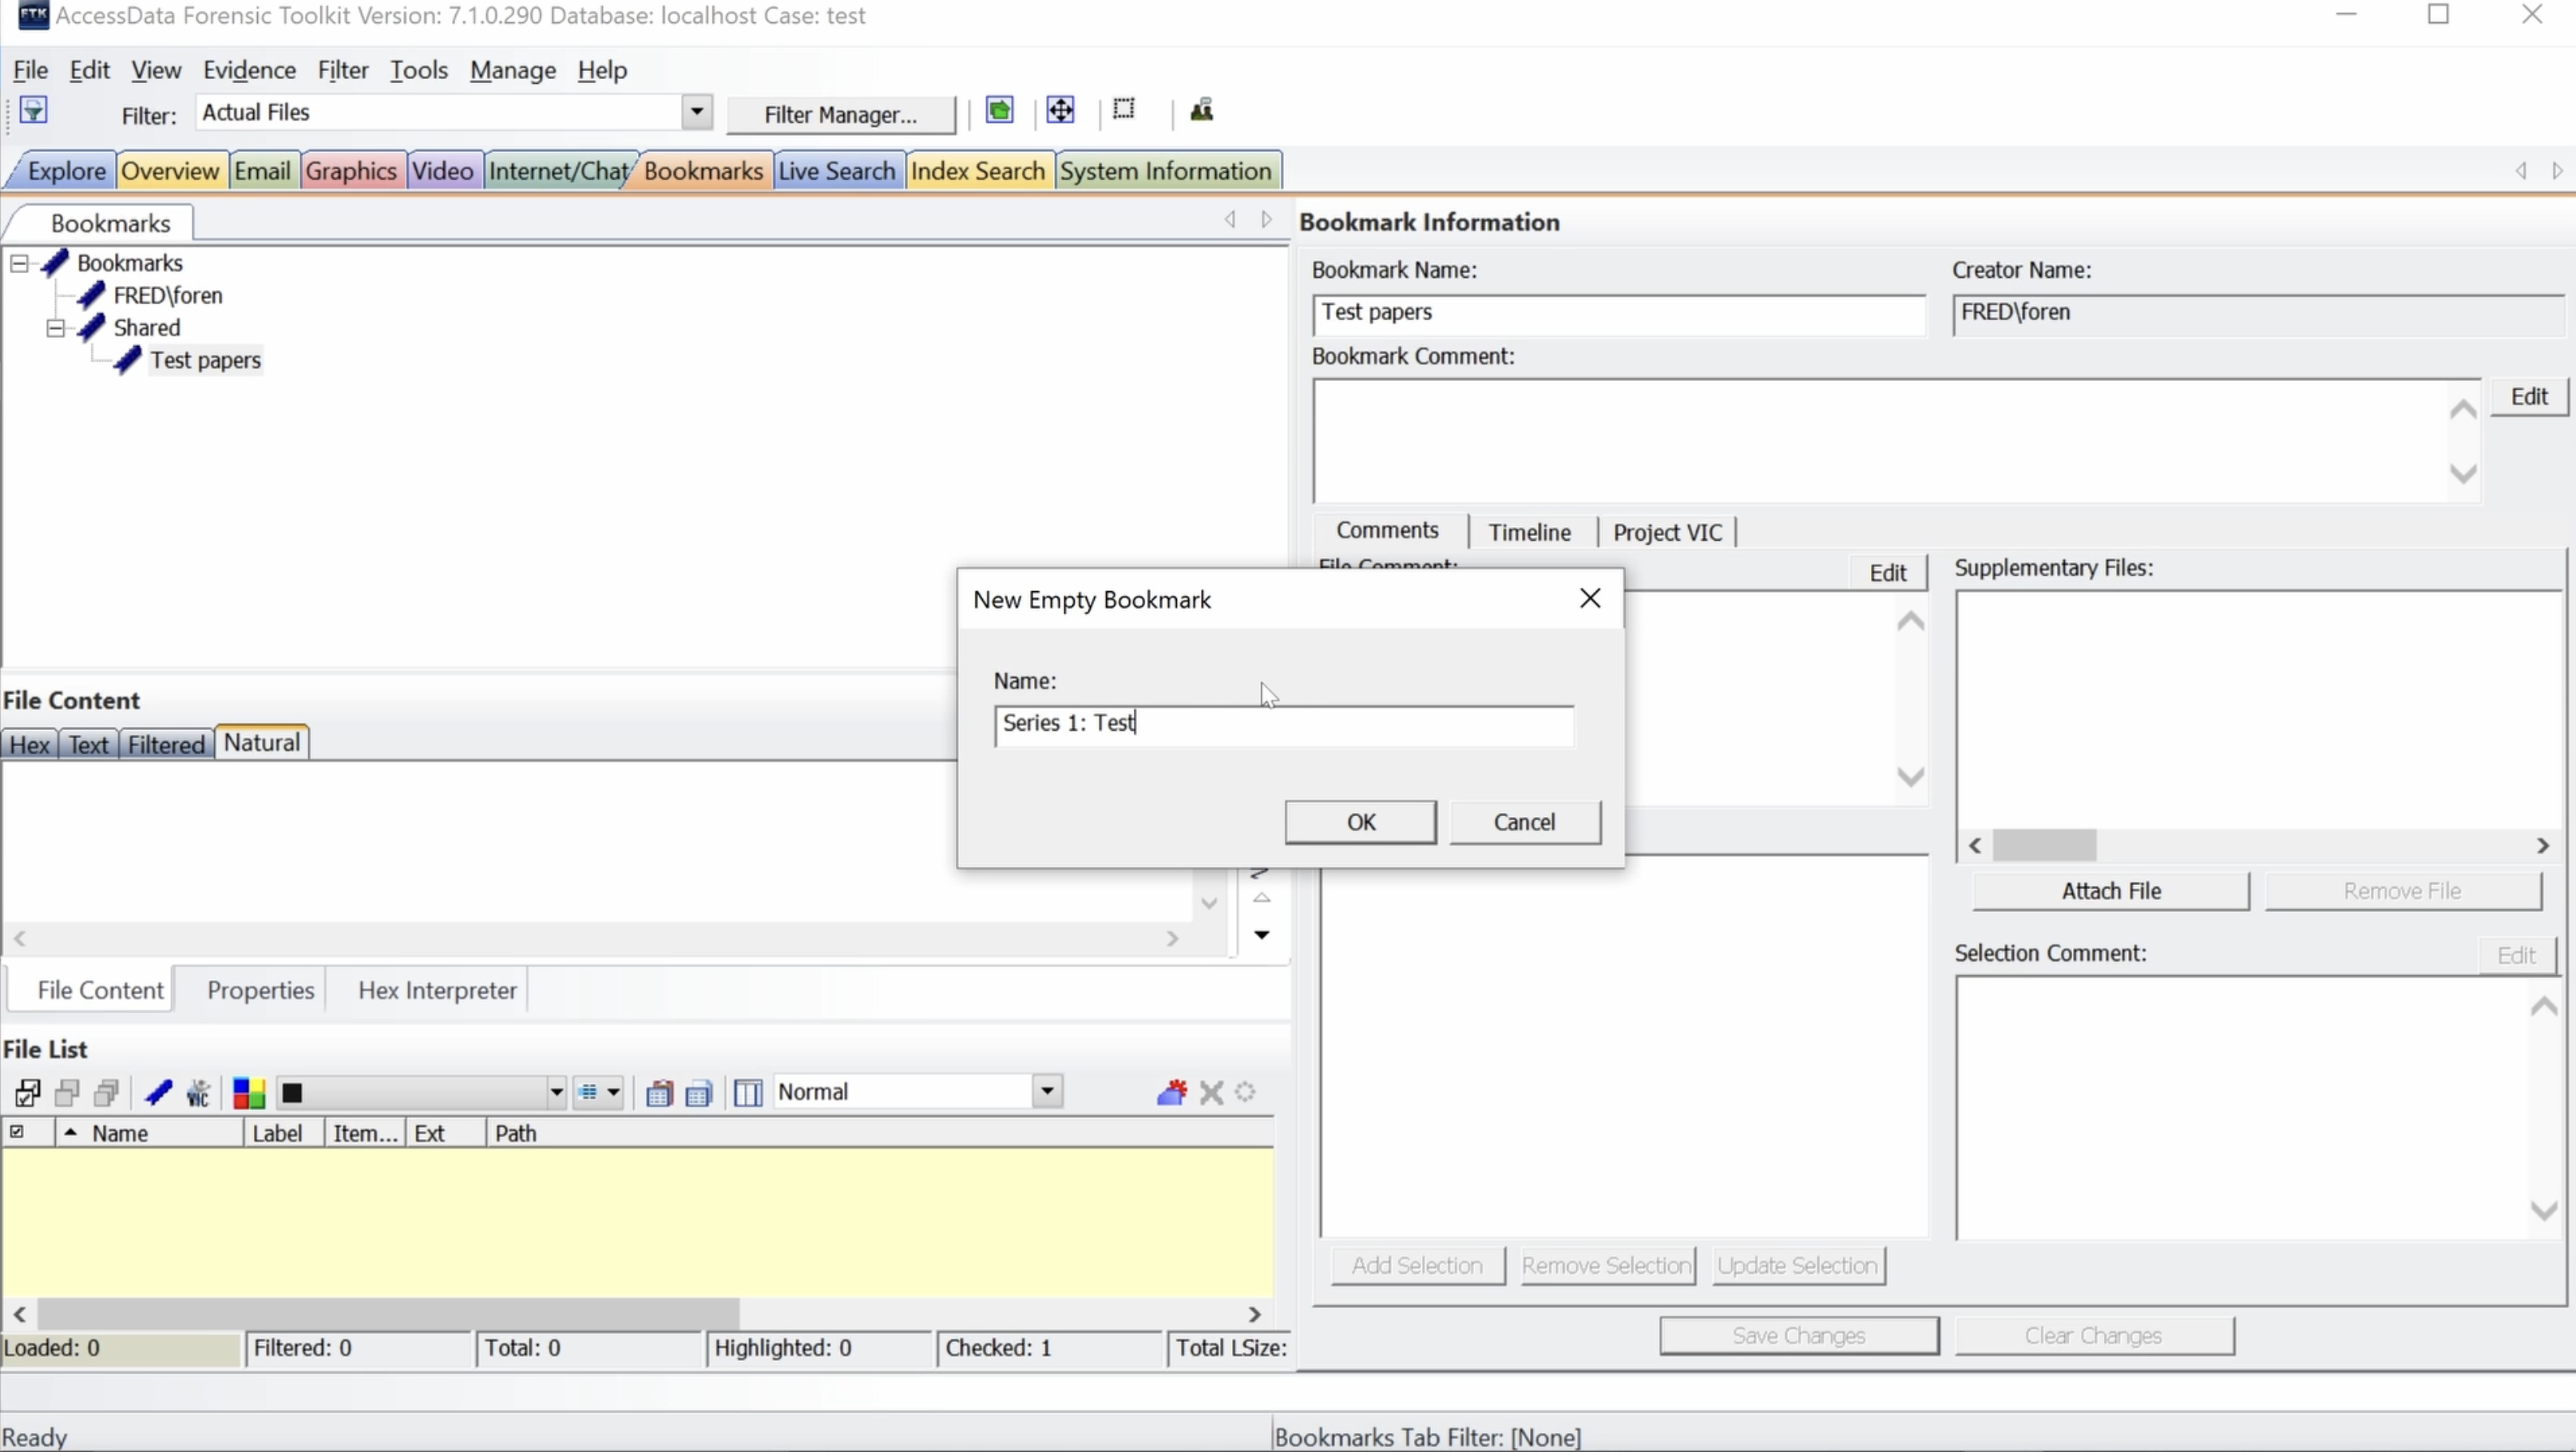 FTK AccessData Forensic Toolkit Version: 7.1.0.290 Database: localhost Case: test
File Edit View Evidence Filter Tools Manage Help
Filter: Actual Files Filter Manager...
Explore Overview Email Graphics Video Internet/Chat Bookmarks Live Search Index Search System Information
Bookmarks
Bookmarks
FRED\foren
Shared
Test papers
Bookmark Information
Bookmark Name: Creator Name:
Test papers FRED\foren
Bookmark Comment:
Edit
Comments Timeline Project VIC
File Comment: Edit Supplementary Files:
New Empty Bookmark
Name:
Series 1: Test
OK Cancel
Attach File Remove File
Selection Comment: Edit
Add Selection Remove Selection Update Selection
Save Changes Clear Changes
File Content
Hex Text Filtered Natural
File Content Properties Hex Interpreter
File List
Normal
Name Label Item... Ext Path
Loaded: 0 Filtered: 0 Total: 0 Highlighted: 0 Checked: 1 Total LSize:
Ready Bookmarks Tab Filter: [None]